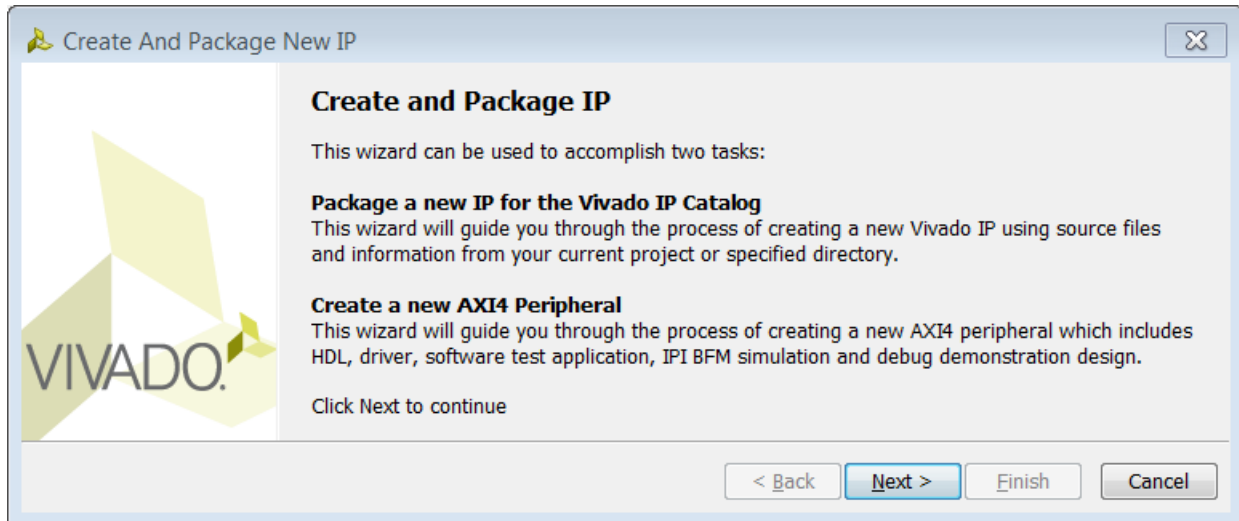 Create And Package New IP
Create and Package IP
This wizard can be used to accomplish two tasks:
Package a new IP for the Vivado IP Catalog
This wizard will guide you through the process of creating a new Vivado IP using source files
and information from your current project or specified directory.
Create a new AXI4 Peripheral
This wizard will guide you through the process of creating a new AXI4 peripheral which includes
HDL, driver, software test application, IPI BFM simulation and debug demonstration design.
VIVADO.
Click Next to continue
< Back Next > Finish Cancel